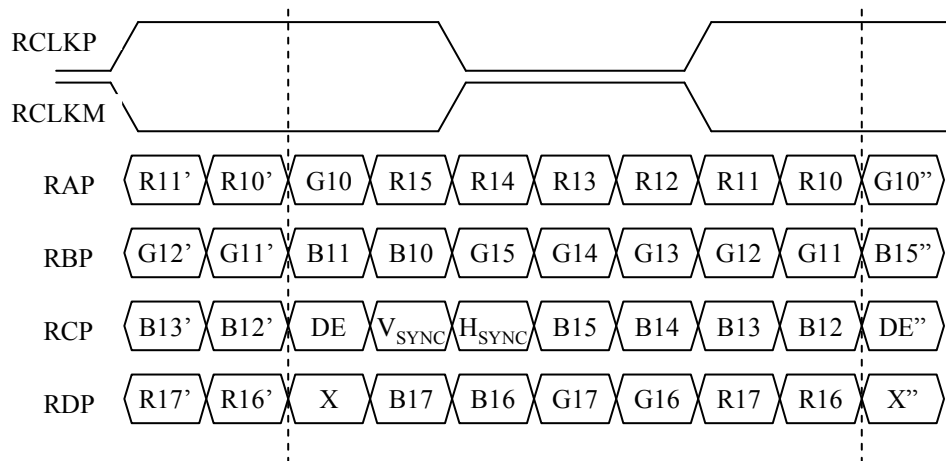 RCLKP
RCLKM
RAP R11’ R10’ G10 R15 R14 R13 R12 R11 R10 G10”
RBP G12’ G11’ B11 B10 G15 G14 G13 G12 G11 B15”
RCP B13’ B12’ DE VSYNC HSYNC B15 B14 B13 B12 DE”
RDP R17’ R16’ X B17 B16 G17 G16 R17 R16 X”